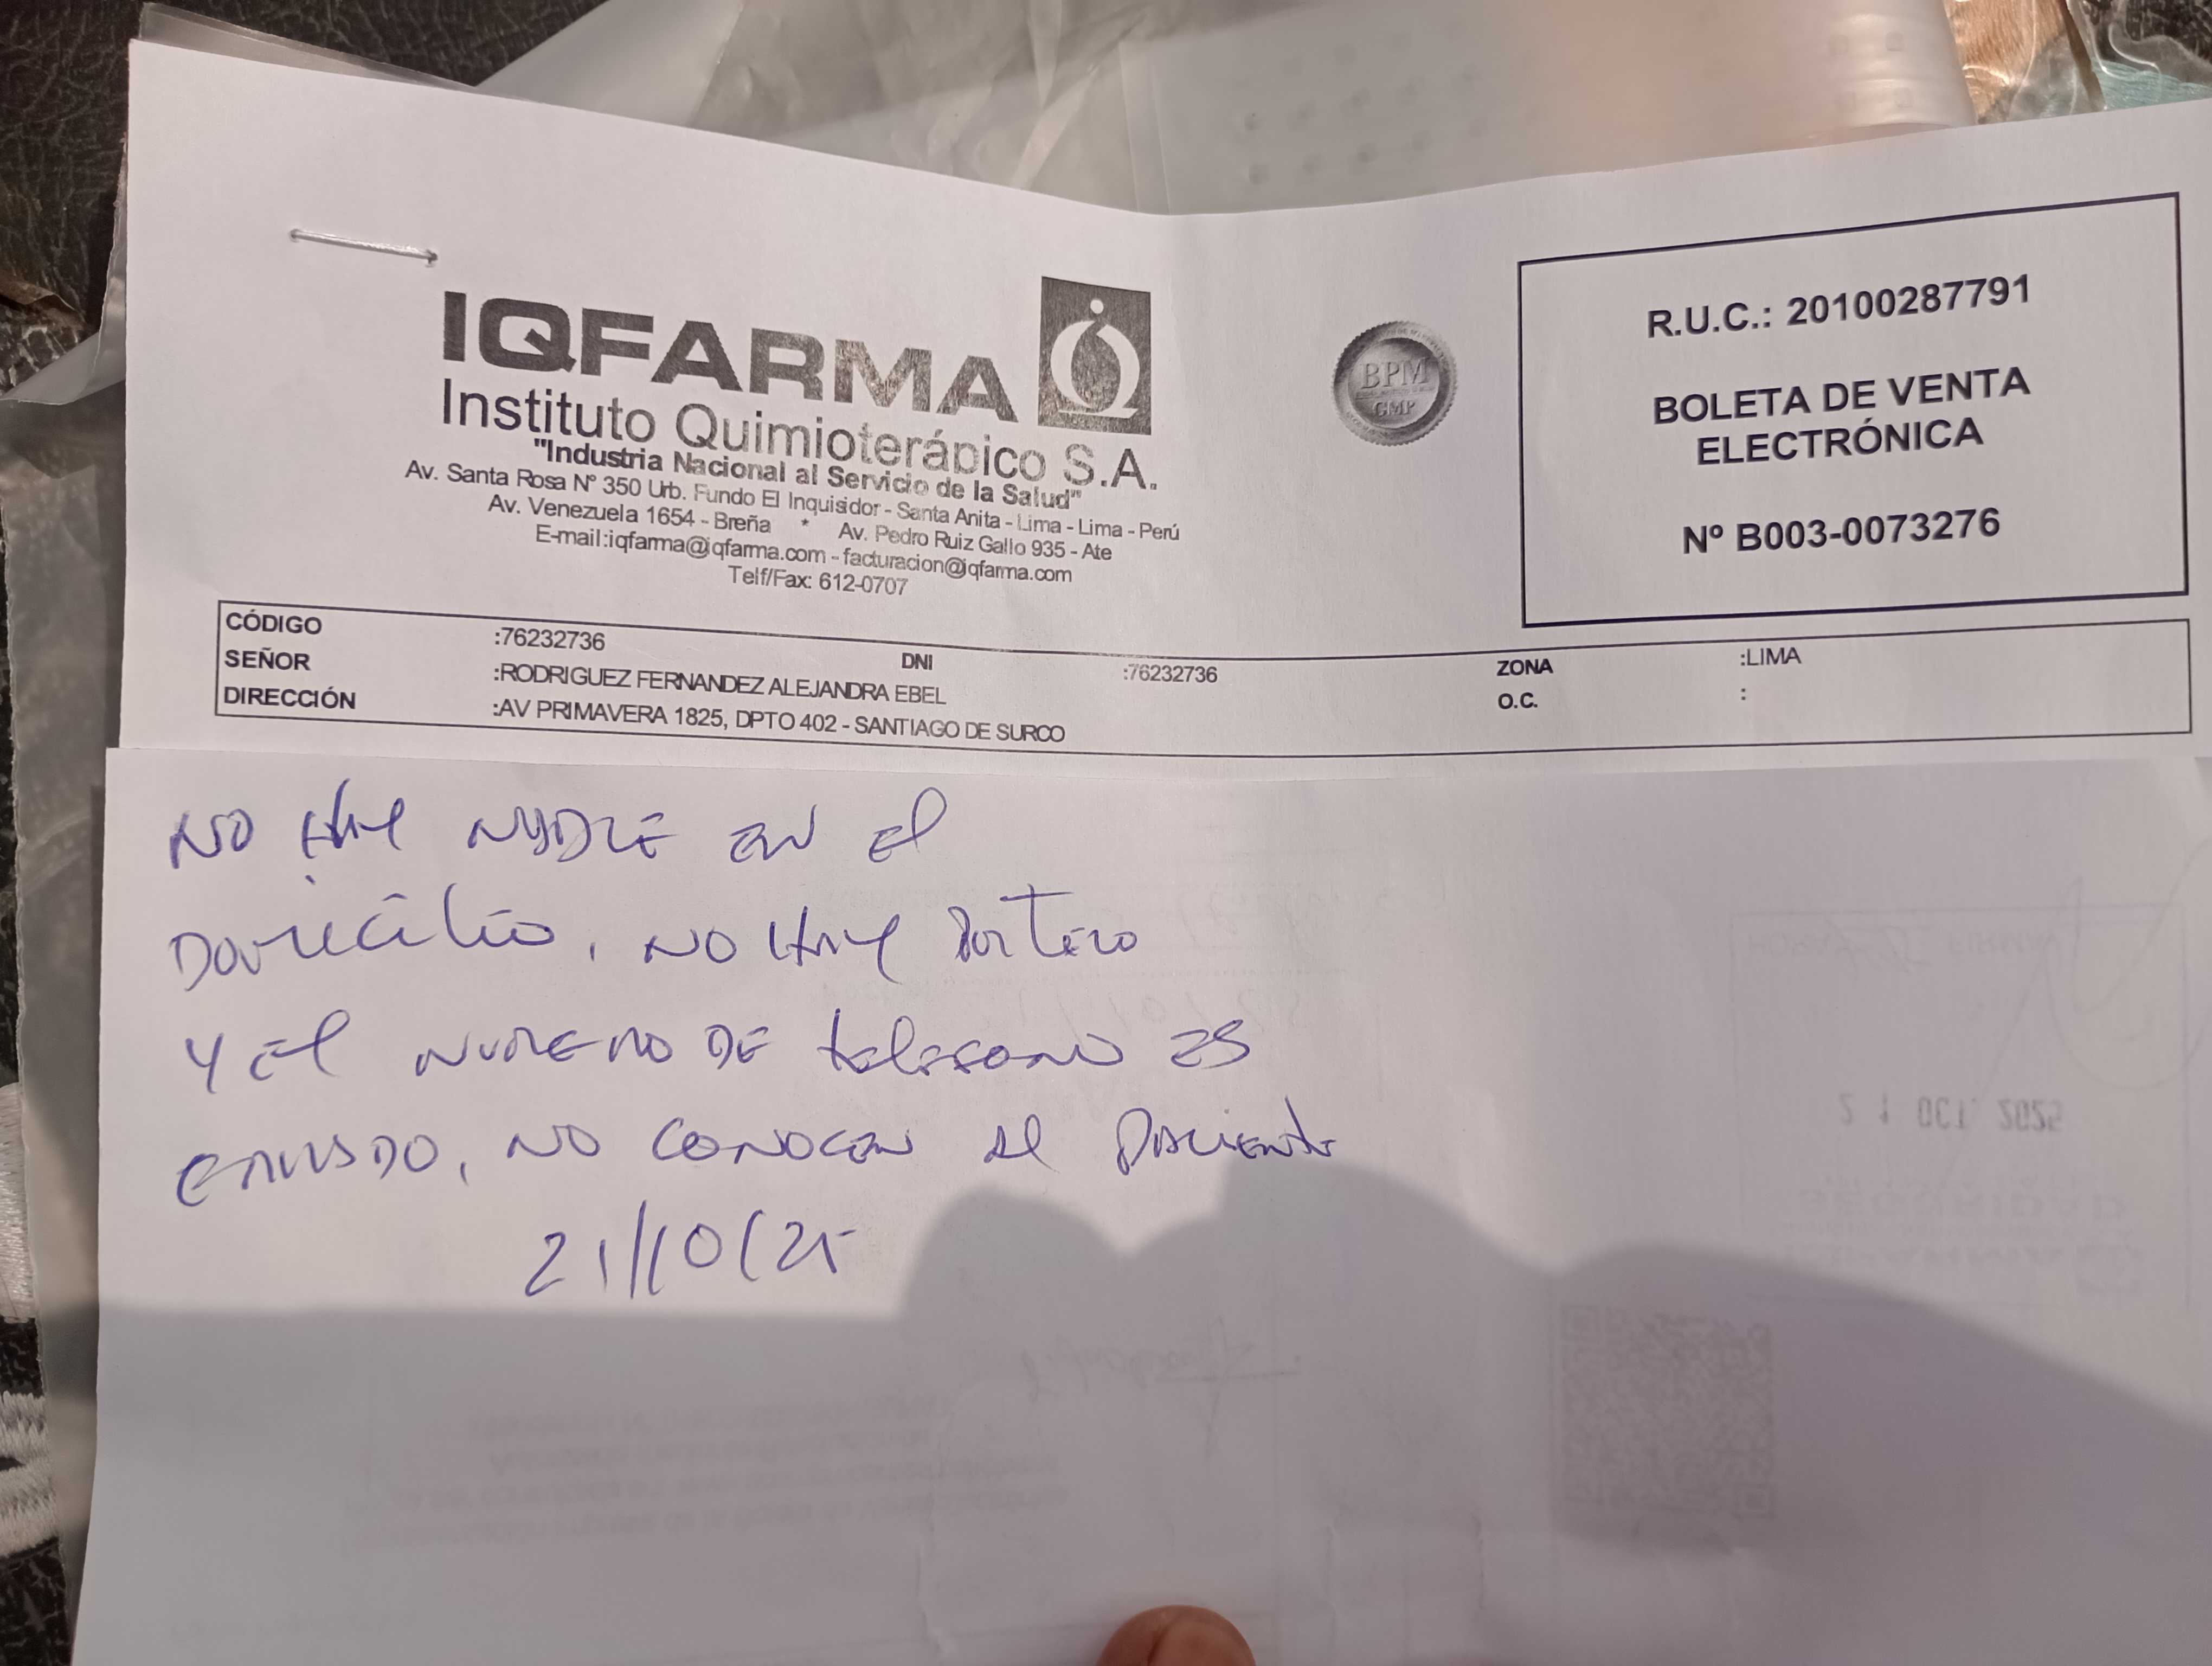 IQFARMA
Instituto Quimioterápico S.A.
"Industria Nacional al Servicio de la Salud"
Av. Santa Rosa Nº 350 Urb. Fundo El Inquisidor - Santa Anita - Lima - Lima - Perú
Av. Venezuela 1654 - Breña * Av. Pedro Ruiz Gallo 935 - Ate
E-mail:iqfarma@iqfarma.com - facturacion@iqfarma.com
Telf/Fax: 612-0707
BPM
GMP
R.U.C.: 20100287791
BOLETA DE VENTA
ELECTRÓNICA
Nº B003-0073276
CÓDIGO :76232736 DNI :76232736 ZONA :LIMA
SEÑOR :RODRIGUEZ FERNANDEZ ALEJANDRA EBEL O.C. :
DIRECCIÓN :AV PRIMAVERA 1825, DPTO 402 - SANTIAGO DE SURCO
NO HAY NADIE EN El
DOMICILIO, NO HAY PORTERO
Y El NUMERO DE telefono ES
ERRADO, NO CONOCEN Al PACIENTE
21/10/25
21 OCT. 2025
SEGURIDAD